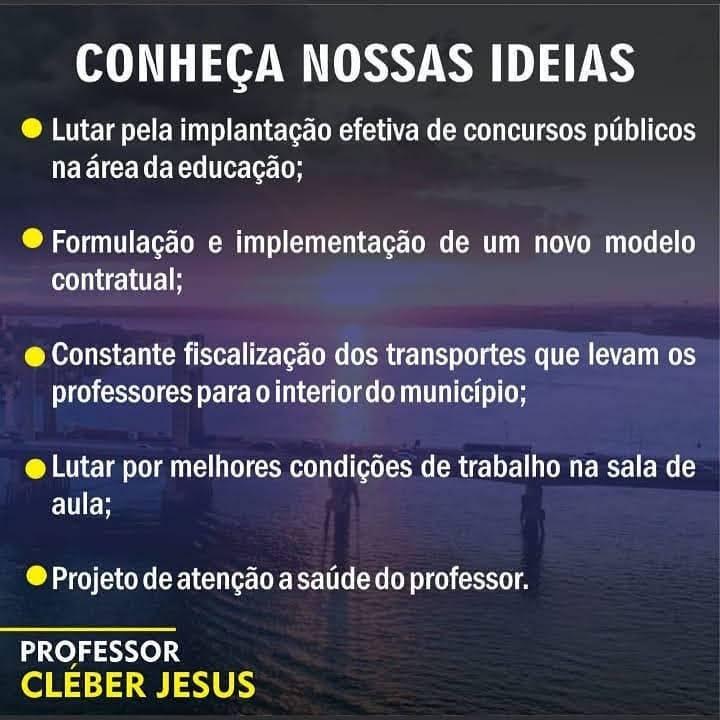 CONHEÇA NOSSAS IDEIAS
Lutar pela implantação efetiva de concursos públicos
na área da educação;
Formulação e implementação de um novo modelo
contratual;
Constante fiscalização dos transportes que levam os
professores para o interior do município;
Lutar por melhores condições de trabalho na sala de
aula;
Projeto de atenção a saúde do professor.
PROFESSOR
CLÉBER JESUS